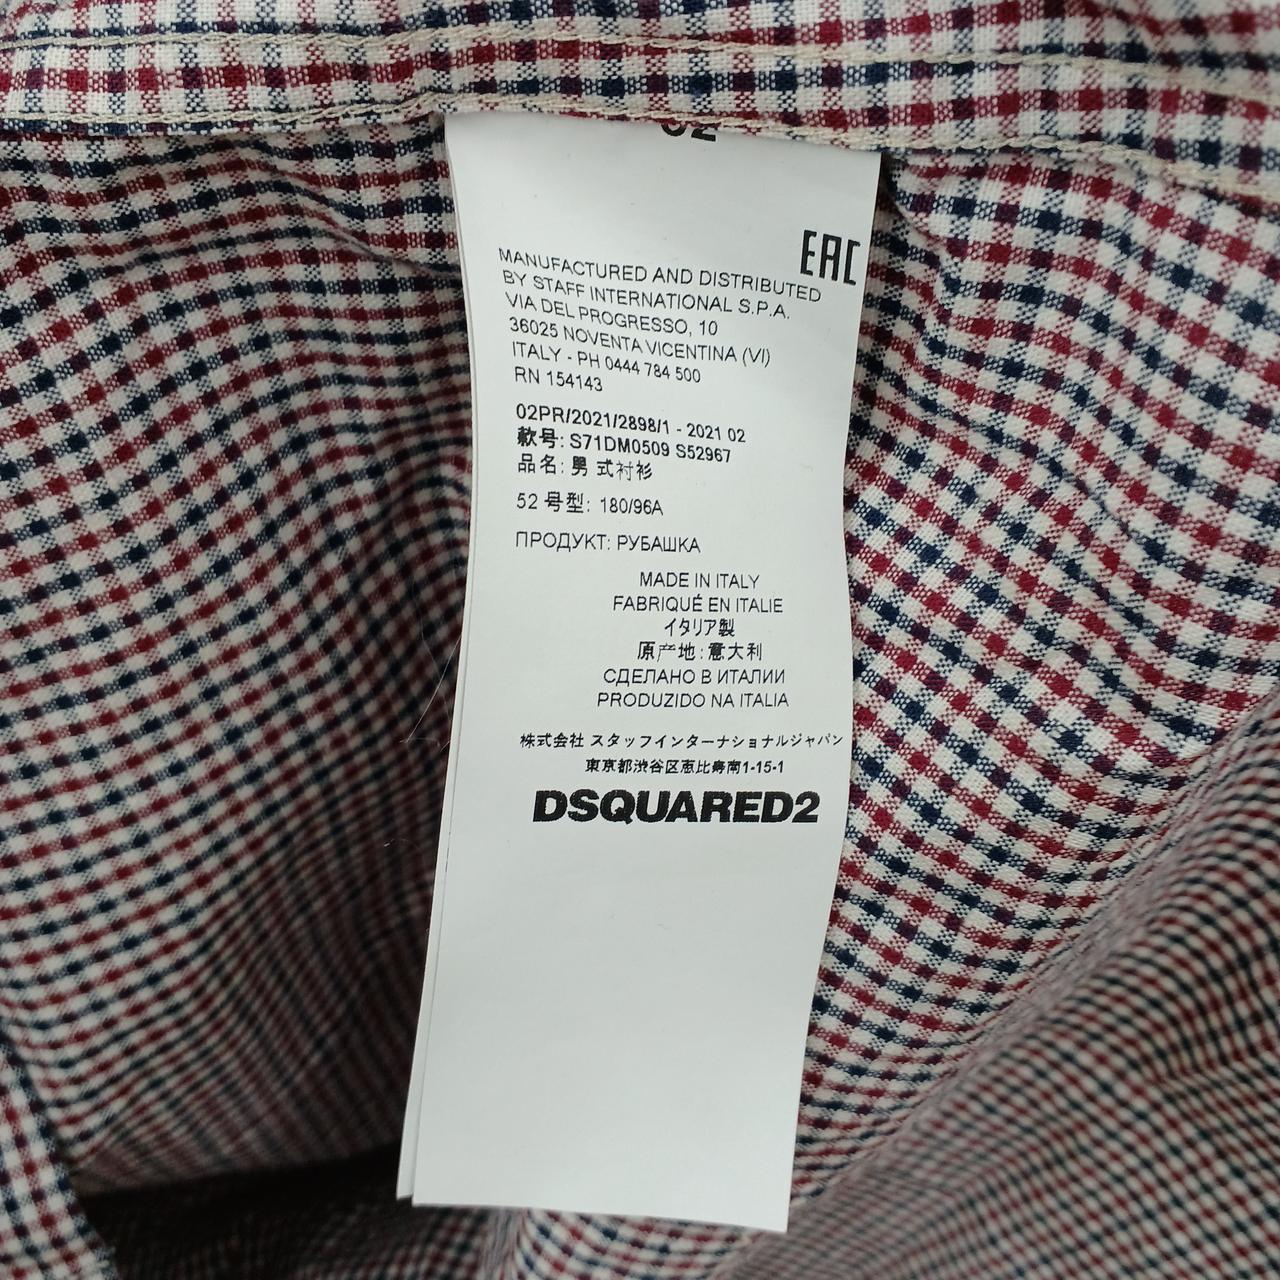 EAC
MANUFACTURED AND DISTRIBUTED
BY STAFF INTERNATIONAL S.P.A.
VIA DEL PROGRESSO, 10
36025 NOVENTA VICENTINA (VI)
ITALY - PH 0444 784 500
RN 154143
02PR/2021/2898/1 - 2021 02
款号: S71DM0509 S52967
品名: 男式衬衫
52 号型: 180/96A
ПРОДУКТ: РУБАШКА
MADE IN ITALY
FABRIQUÉ EN ITALIE
イタリア製
原产地:意大利
СДЕЛАНО В ИТАЛИИ
PRODUZIDO NA ITALIA
株式会社 スタッフインターナショナルジャパン
東京都渋谷区恵比寿南1-15-1
DSQUARED2